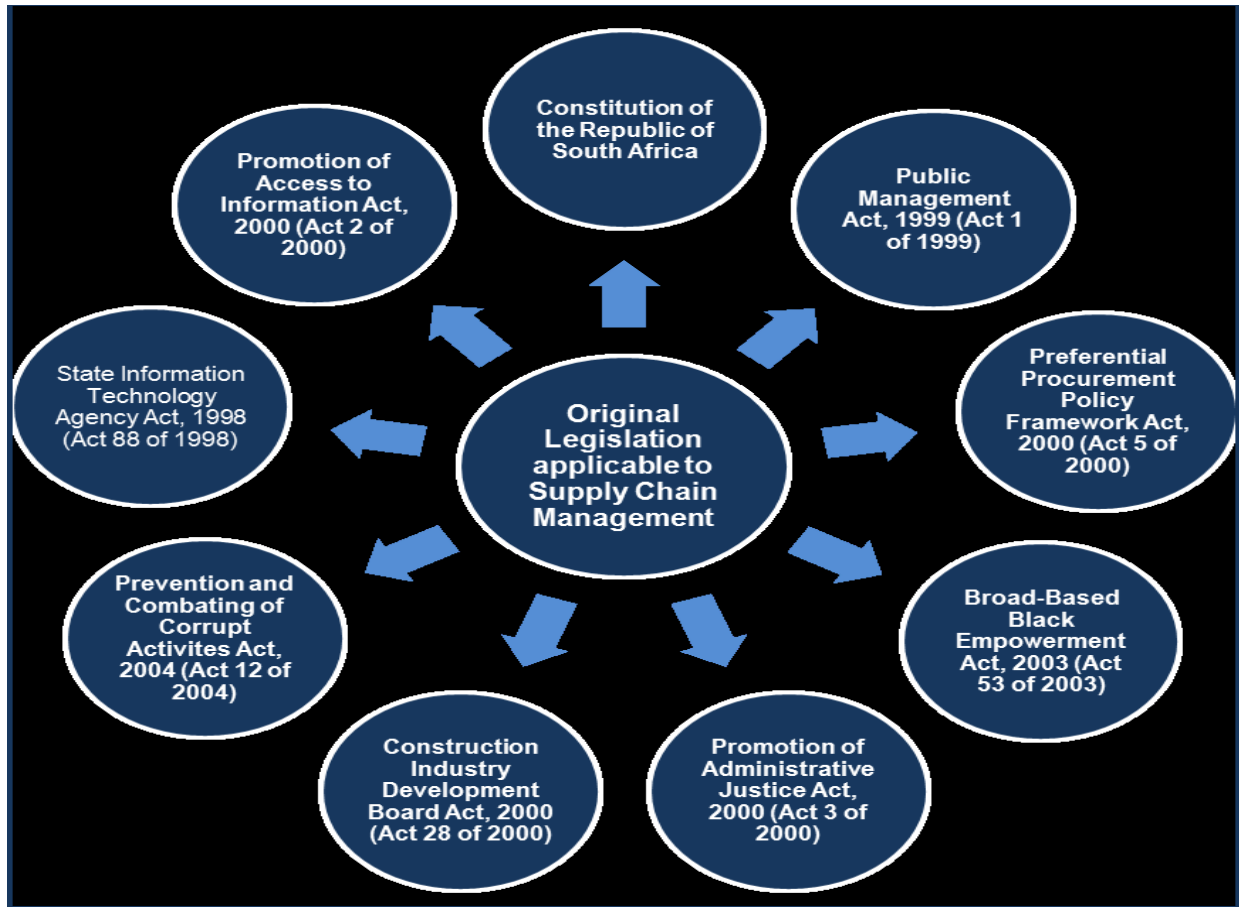 Constitution of
the Republic of
South Africa
Public
Management
Act, 1999 (Act 1
of 1999)
Preferential
Procurement
Policy
Framework Act,
2000 (Act 5 of
2000)
Broad-Based
Black
Empowerment
Act, 2003 (Act
53 of 2003)
Promotion of
Administrative
Justice Act,
2000 (Act 3 of
2000)
Construction
Industry
Development
Board Act, 2000
(Act 28 of 2000)
Prevention and
Combating of
Corrupt
Activites Act,
2004 (Act 12 of
2004)
State Information
Technology
Agency Act, 1998
(Act 88 of 1998)
Promotion of
Access to
Information Act,
2000 (Act 2 of
2000)
Original
Legislation
applicable to
Supply Chain
Management